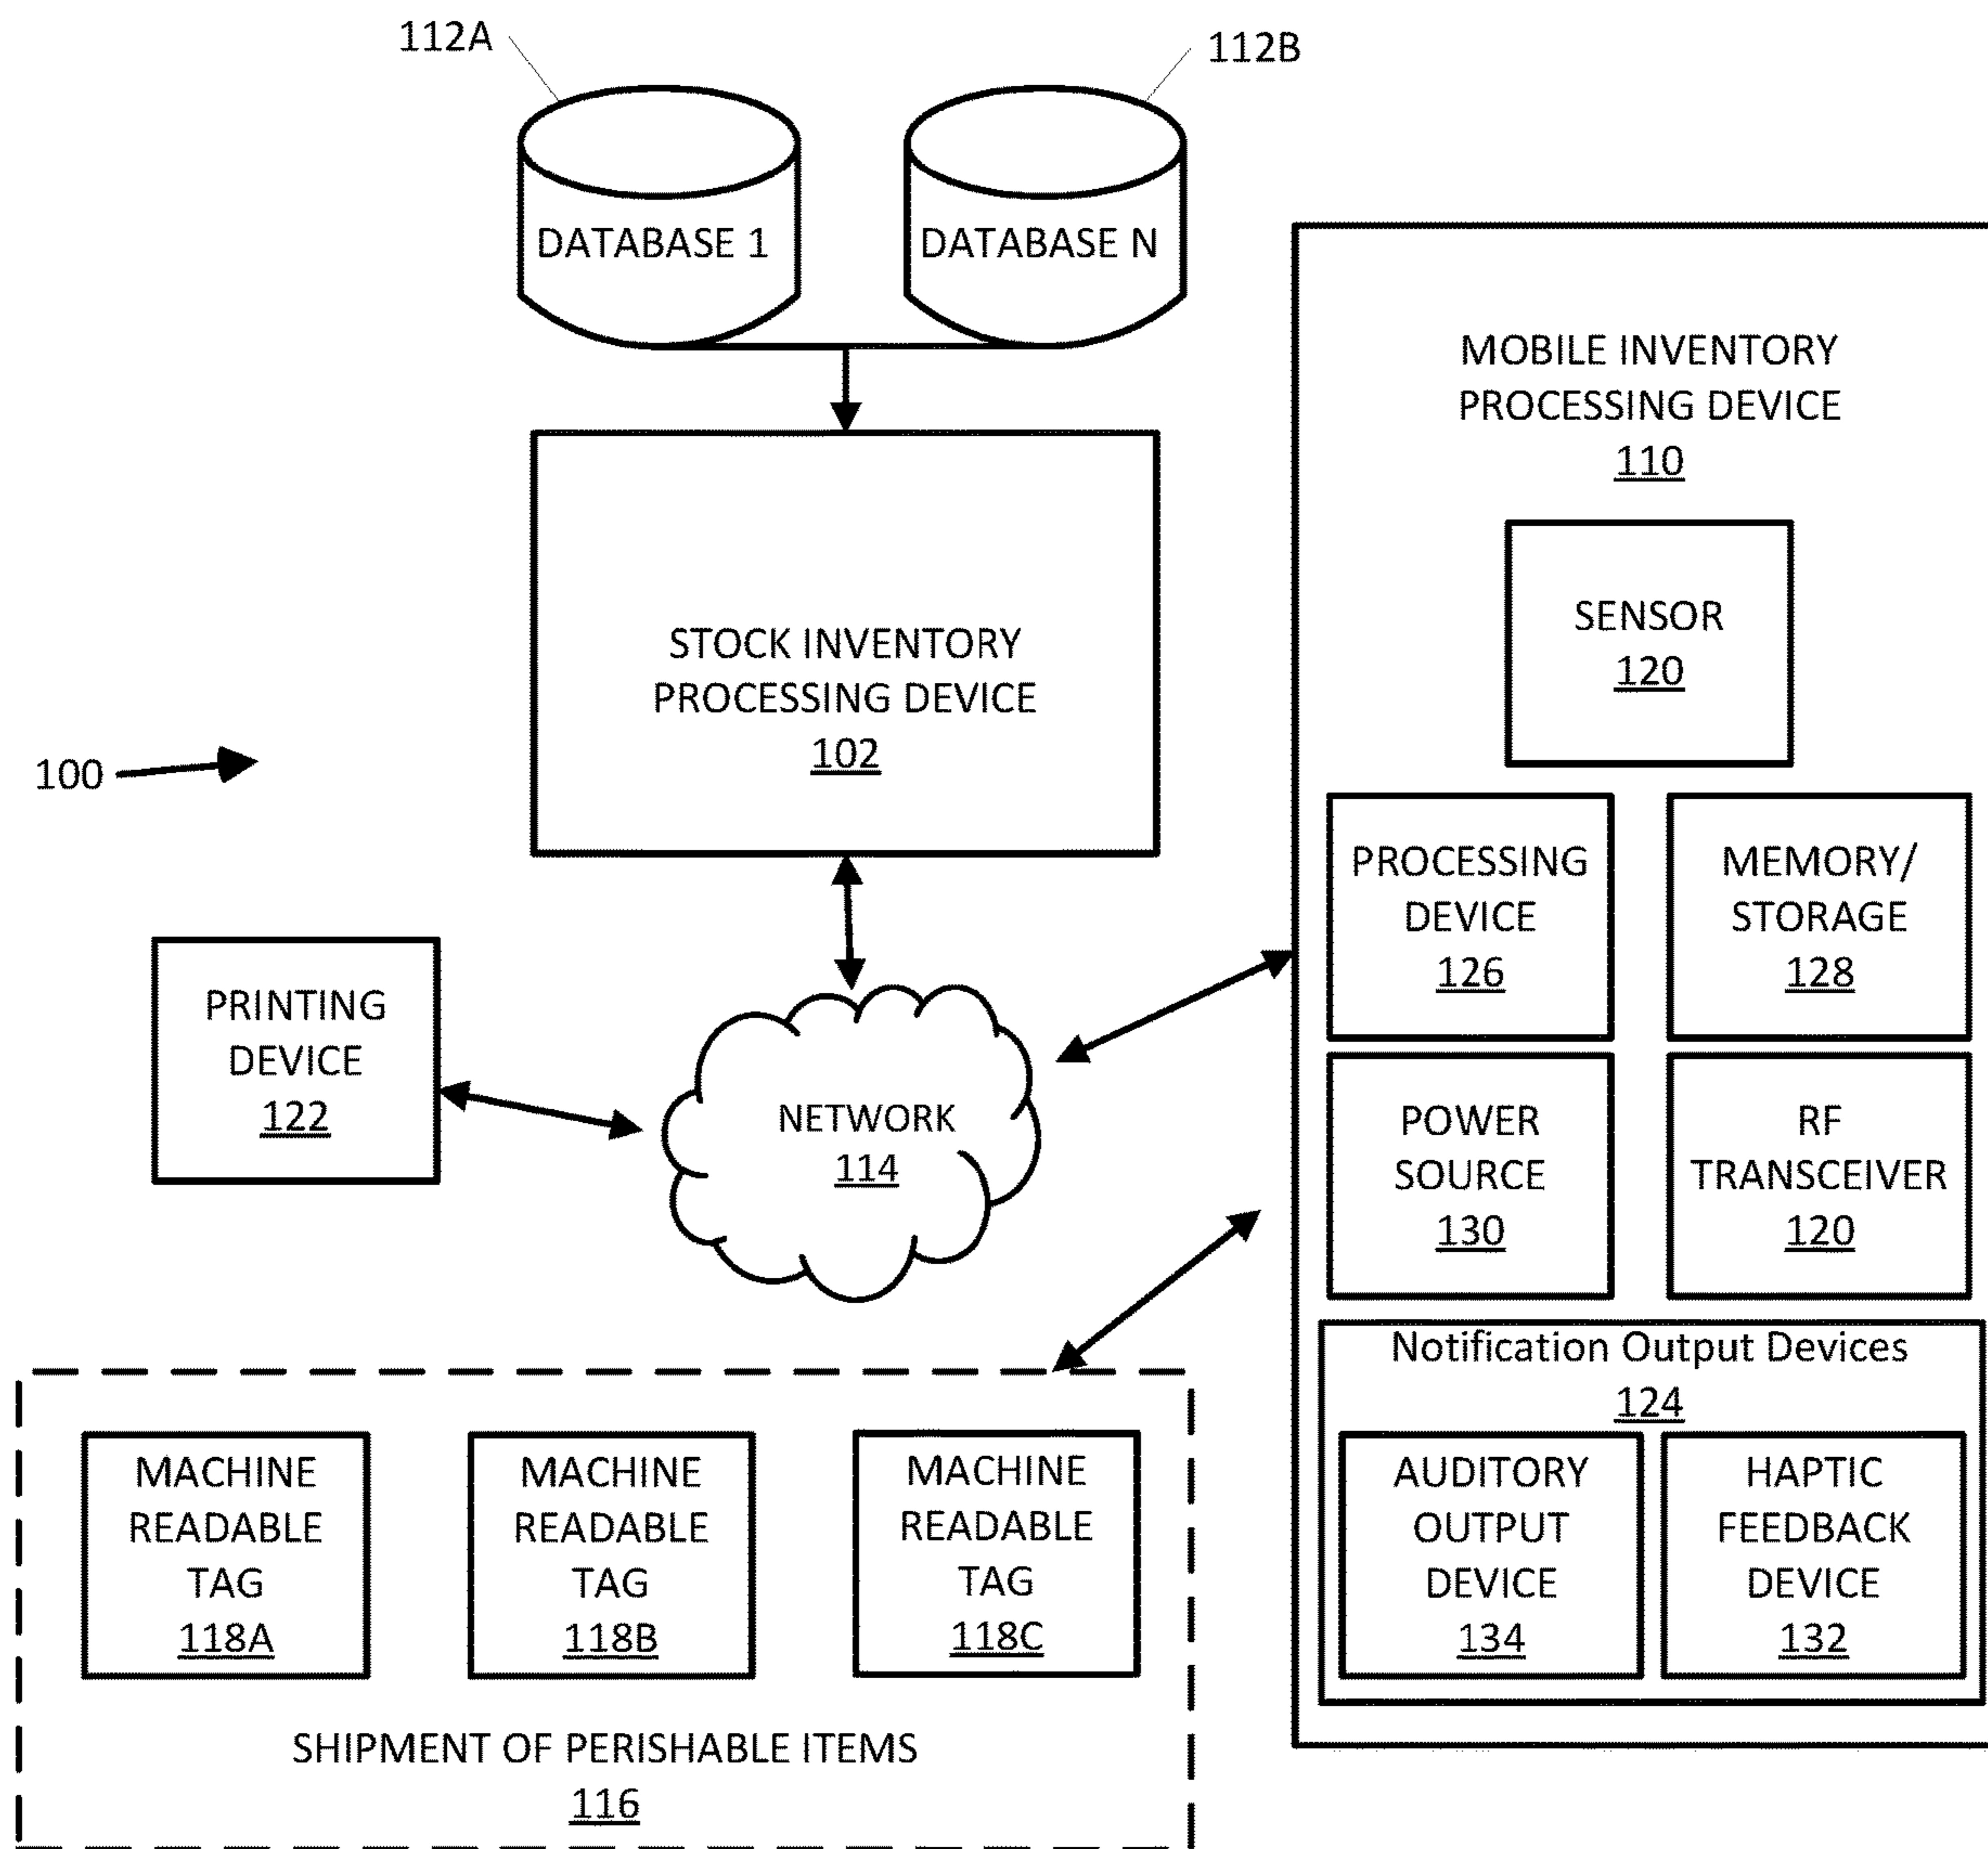 112A
112B
DATABASE 1
DATABASE N
MOBILE INVENTORY
PROCESSING DEVICE
110
SENSOR
120
STOCK INVENTORY
PROCESSING DEVICE
102
100
PROCESSING
DEVICE
126
MEMORY/
STORAGE
128
PRINTING
DEVICE
122
NETWORK
114
POWER
SOURCE
130
RF
TRANSCEIVER
120
Notification Output Devices
124
AUDITORY
OUTPUT
DEVICE
134
HAPTIC
FEEDBACK
DEVICE
132
MACHINE
READABLE
TAG
118A
MACHINE
READABLE
TAG
118B
MACHINE
READABLE
TAG
118C
SHIPMENT OF PERISHABLE ITEMS
116